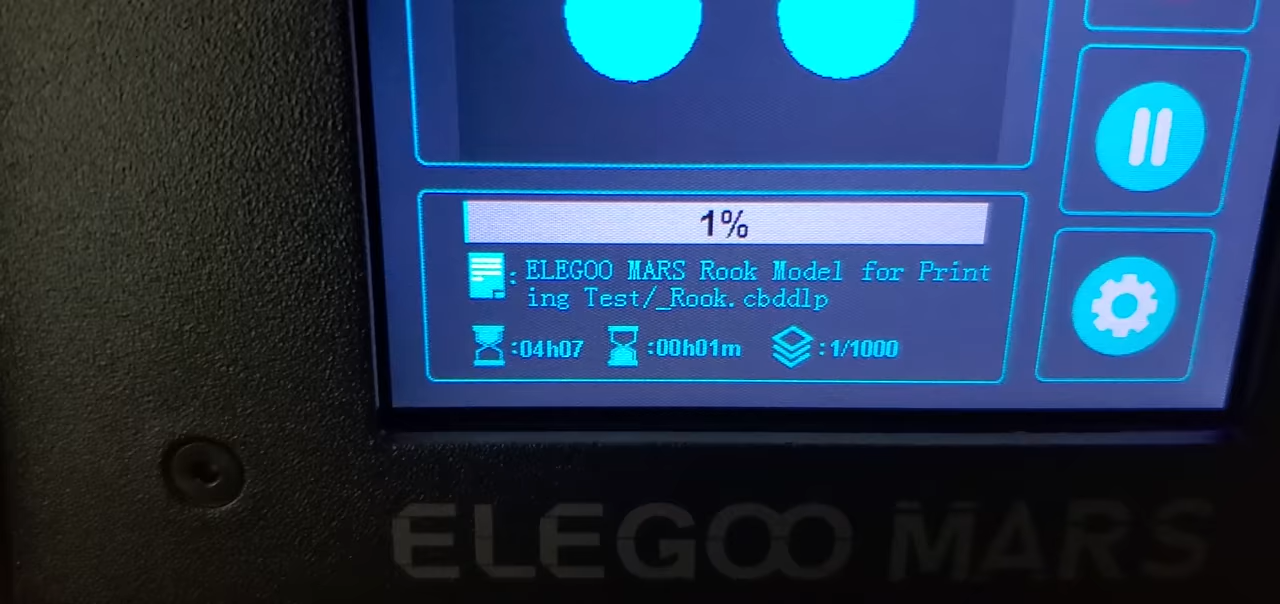 1%
: ELEGOO MARS Rook Model for Print
ing Test/_Rook.cbddlp
:04h07 :00h01m :1/1000
ELEGOO MARS